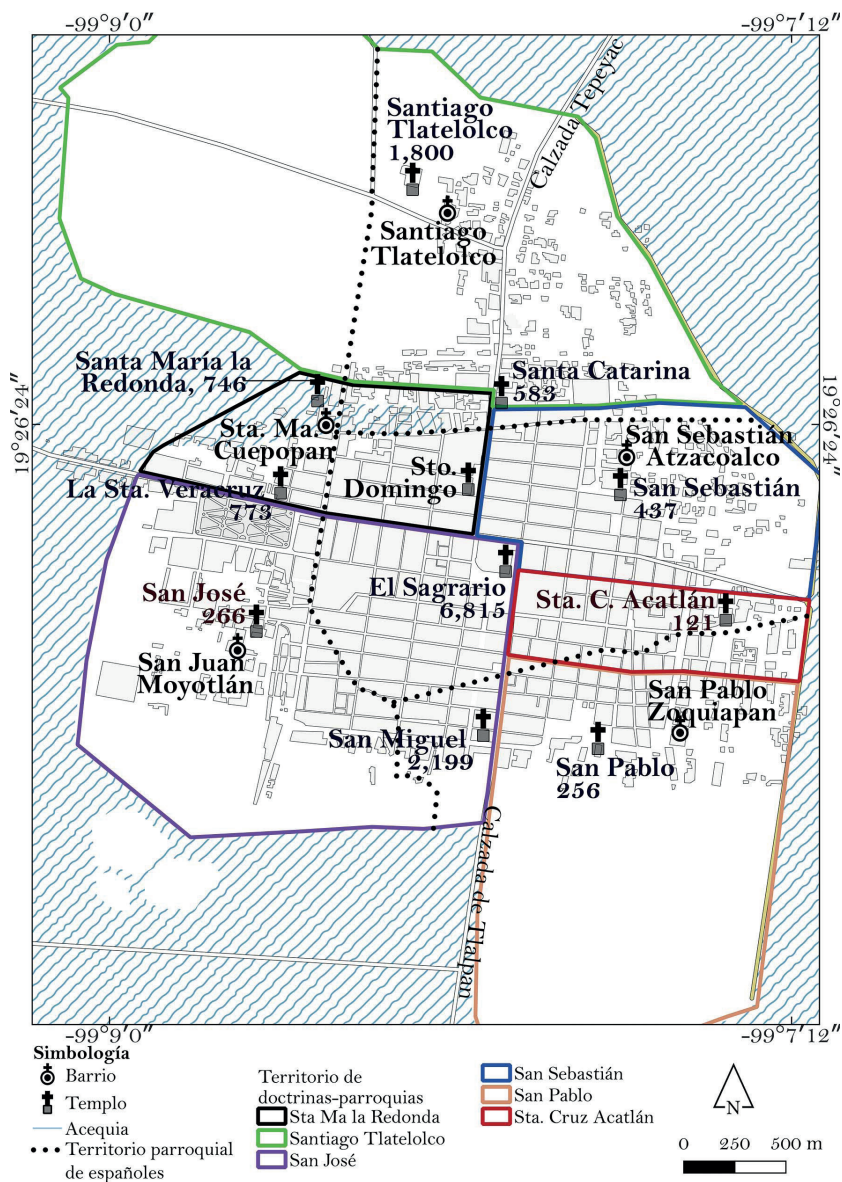 -99°9′0″
-99°7′12″
19°26′24″
19°26′24″
Santiago
Tlatelolco
1,800
Calzada Tepeyac
Santiago
Tlatelolco
Santa María la
Redonda, 746
Santa Catarina
583
Sta. Ma.
Cuepopan
Sto.
Domingo
San Sebastián
Atzacoalco
La Sta. Veracruz
773
San Sebastián
437
El Sagrario
6,815
San José
266
Sta. C. Acatlán
121
San Juan
Moyotlán
San Pablo
Zoquiapan
San Miguel
2,199
San Pablo
256
Calzada de Tlalpan
-99°9′0″
-99°7′12″
Simbología
Barrio
Templo
Acequia
Territorio parroquial
de españoles
Territorio de
doctrinas-parroquias
Sta Ma la Redonda
Santiago Tlatelolco
San José
San Sebastián
San Pablo
Sta. Cruz Acatlán
N
0 250 500 m